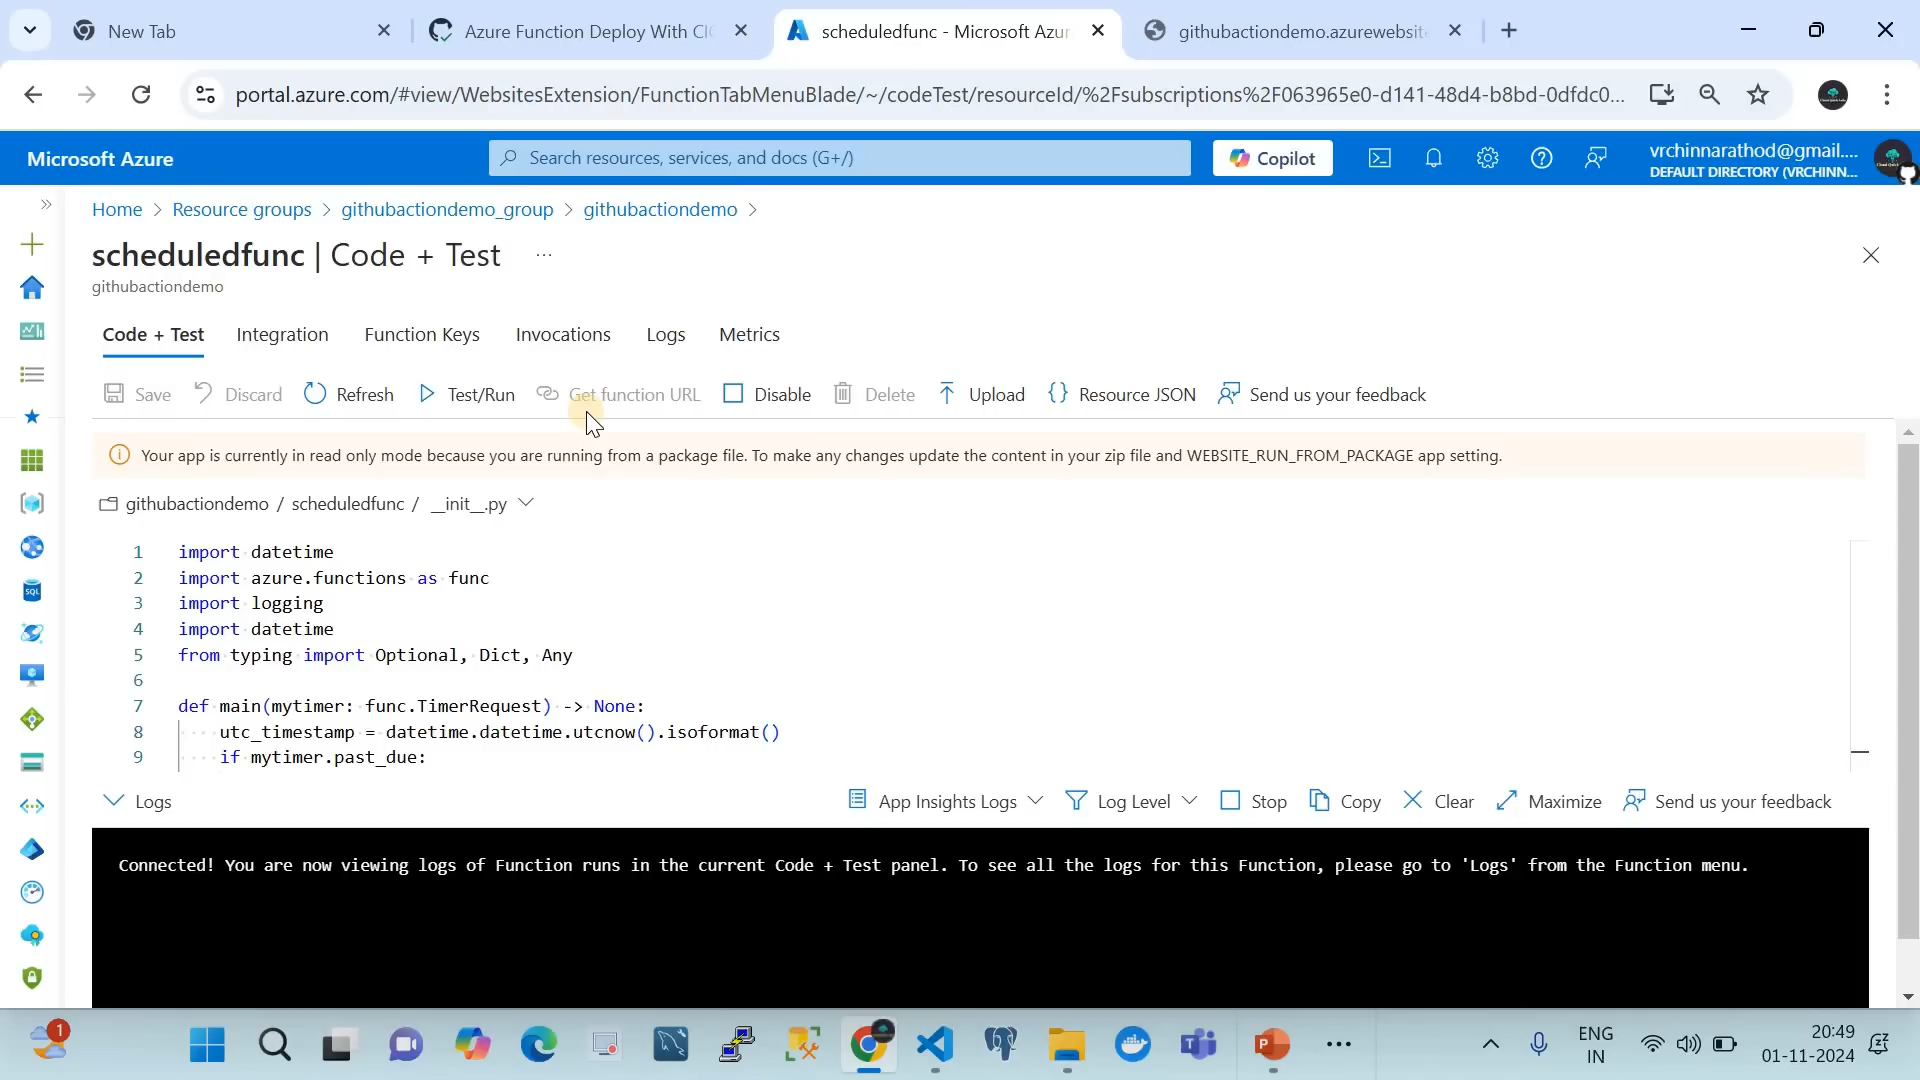 New Tab
Azure Function Deploy With CIC
scheduledfunc - Microsoft Azur
githubactiondemo.azurewebsit
portal.azure.com/#view/WebsitesExtension/FunctionTabMenuBlade/~/codeTest/resourceId/%2Fsubscriptions%2F063965e0-d141-48d4-b8bd-0dfdc0...
Microsoft Azure
Search resources, services, and docs (G+/)
Copilot
vrchinnarathod@gmail....
DEFAULT DIRECTORY (VRCHINN...
Home > Resource groups > githubactiondemo_group > githubactiondemo >
scheduledfunc | Code + Test ...
githubactiondemo
Code + Test Integration Function Keys Invocations Logs Metrics
Save Discard Refresh Test/Run Get function URL Disable Delete Upload Resource JSON Send us your feedback
Your app is currently in read only mode because you are running from a package file. To make any changes update the content in your zip file and WEBSITE_RUN_FROM_PACKAGE app setting.
githubactiondemo / scheduledfunc / __init__.py
1 import datetime
2 import azure.functions as func
3 import logging
4 import datetime
5 from typing import Optional, Dict, Any
6
7 def main(mytimer: func.TimerRequest) -> None:
8 utc_timestamp = datetime.datetime.utcnow().isoformat()
9 if mytimer.past_due:
Logs App Insights Logs Log Level Stop Copy Clear Maximize Send us your feedback
Connected! You are now viewing logs of Function runs in the current Code + Test panel. To see all the logs for this Function, please go to 'Logs' from the Function menu.
SQL
1
ENG
IN
20:49
01-11-2024